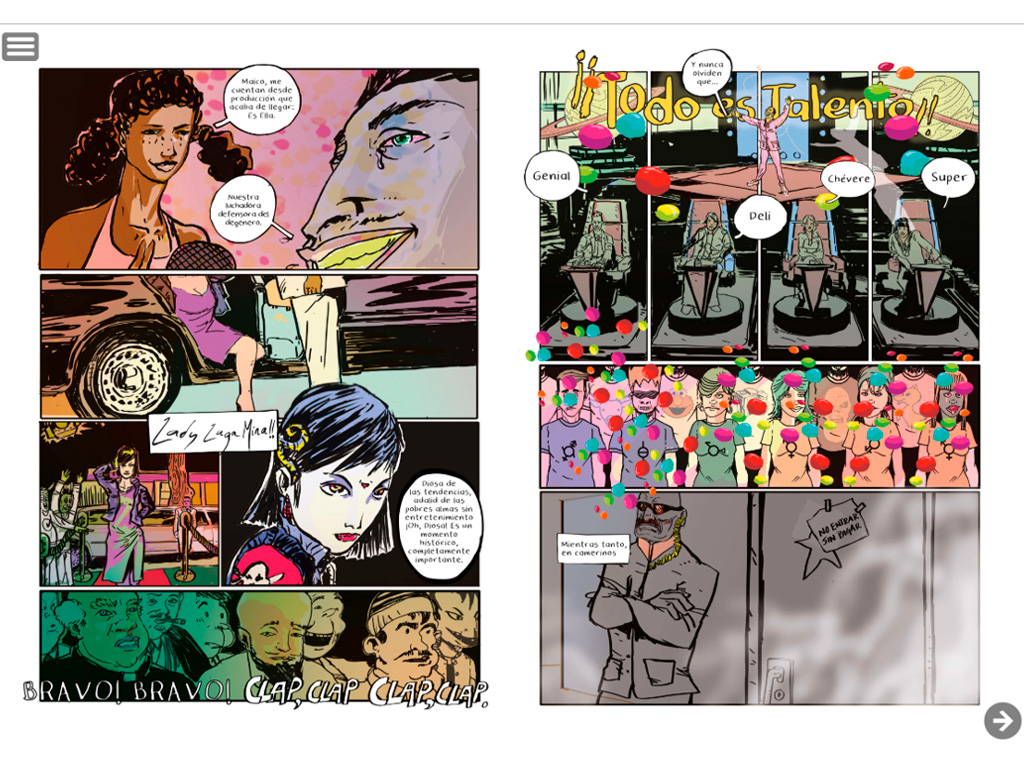 Maico, me
cuentan desde
producción que
acaba de llegar:
Es Ella.
Nuestra
luchadora
defensora del
degénero.
Lady Zaga Mina!!
Diosa de
las tendencias,
adalid de las
pobres almas sin
entretenimiento
¡Oh, Diosa! Es un
momento
histórico,
completamente
importante.
BRAVO! BRAVO! CLAP, CLAP CLAP, CLAP.
Y nunca
olviden
que...
¡¡Todo es Talento!!
Genial
Deli
Chévere
Super
Mientras tanto,
en camerinos
NO ENTRAR
SIN PAGAR